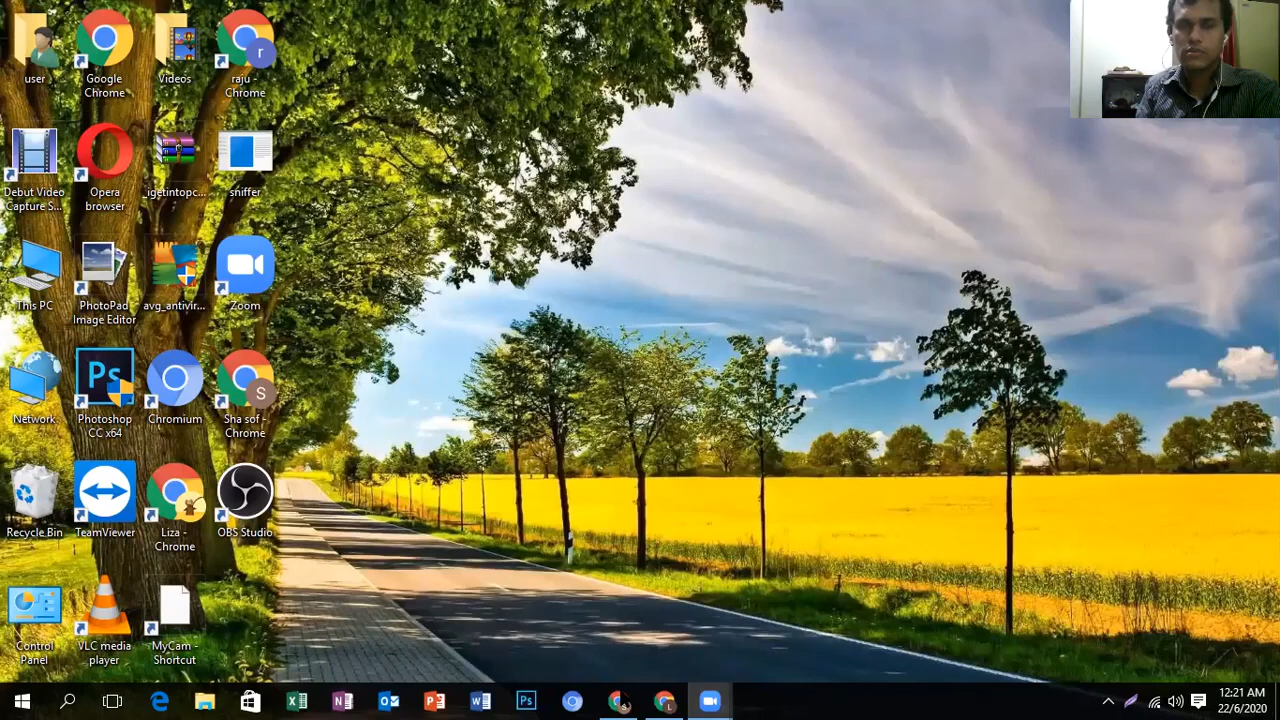 user
Google
Chrome
Videos
raju -
Chrome
r
Debut Video
Capture S...
Opera
browser
_igetintopc...
sniffer
This PC
PhotoPad
Image Editor
avg_antivir...
Zoom
Network
Ps
Photoshop
CC x64
Chromium
S
Sha sof -
Chrome
Recycle Bin
TeamViewer
Liza -
Chrome
OBS Studio
Control
Panel
VLC media
player
MyCam -
Shortcut
Ps
12:21 AM
22/6/2020